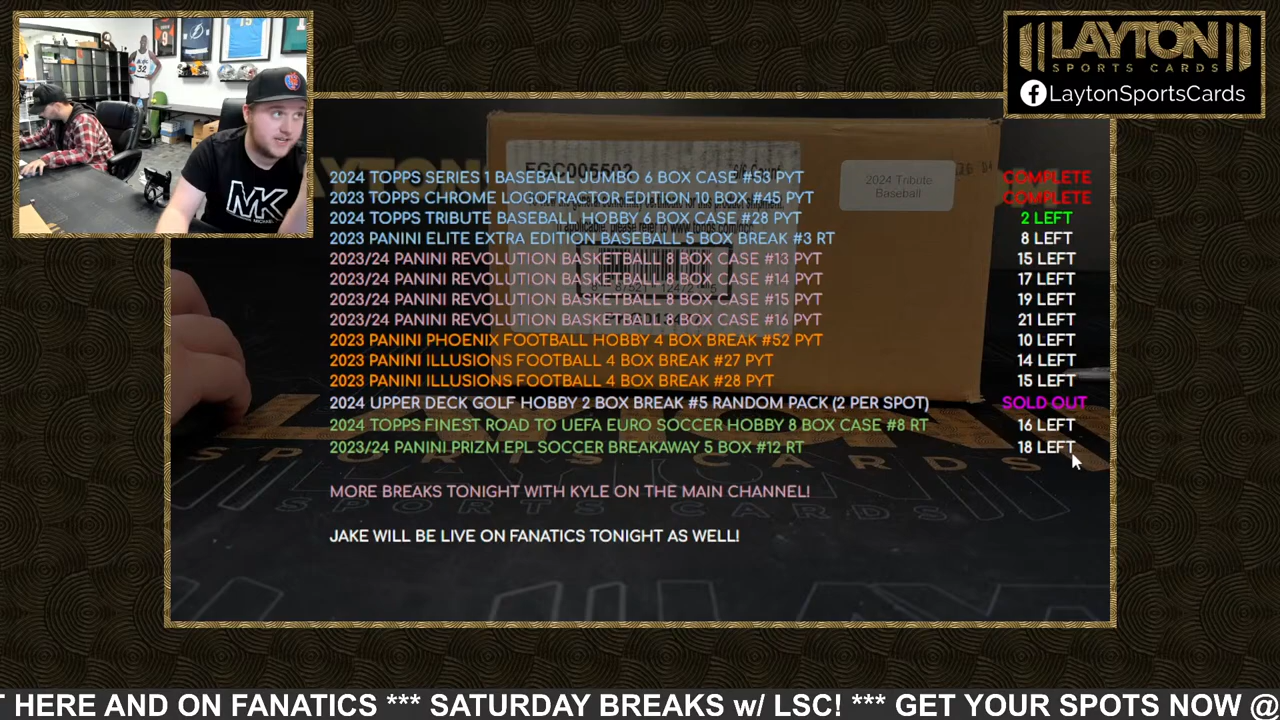 LAYTON
SPORTS CARDS
LaytonSportsCards
2024 Tribute
Baseball
2024 TOPPS SERIES 1 BASEBALL JUMBO 6 BOX CASE #53 PYT COMPLETE
2023 TOPPS CHROME LOGOFRACTOR EDITION 10 BOX #45 PYT COMPLETE
2024 TOPPS TRIBUTE BASEBALL HOBBY 6 BOX CASE #28 PYT 2 LEFT
2023 PANINI ELITE EXTRA EDITION BASEBALL 5 BOX BREAK #3 RT 8 LEFT
2023/24 PANINI REVOLUTION BASKETBALL 8 BOX CASE #13 PYT 15 LEFT
2023/24 PANINI REVOLUTION BASKETBALL 8 BOX CASE #14 PYT 17 LEFT
2023/24 PANINI REVOLUTION BASKETBALL 8 BOX CASE #15 PYT 19 LEFT
2023/24 PANINI REVOLUTION BASKETBALL 8 BOX CASE #16 PYT 21 LEFT
2023 PANINI PHOENIX FOOTBALL HOBBY 4 BOX BREAK #52 PYT 10 LEFT
2023 PANINI ILLUSIONS FOOTBALL 4 BOX BREAK #27 PYT 14 LEFT
2023 PANINI ILLUSIONS FOOTBALL 4 BOX BREAK #28 PYT 15 LEFT
2024 UPPER DECK GOLF HOBBY 2 BOX BREAK #5 RANDOM PACK (2 PER SPOT) SOLD OUT
2024 TOPPS FINEST ROAD TO UEFA EURO SOCCER HOBBY 8 BOX CASE #8 RT 16 LEFT
2023/24 PANINI PRIZM EPL SOCCER BREAKAWAY 5 BOX #12 RT 18 LEFT
MORE BREAKS TONIGHT WITH KYLE ON THE MAIN CHANNEL!
JAKE WILL BE LIVE ON FANATICS TONIGHT AS WELL!
MK
HERE AND ON FANATICS *** SATURDAY BREAKS w/ LSC! *** GET YOUR SPOTS NOW @